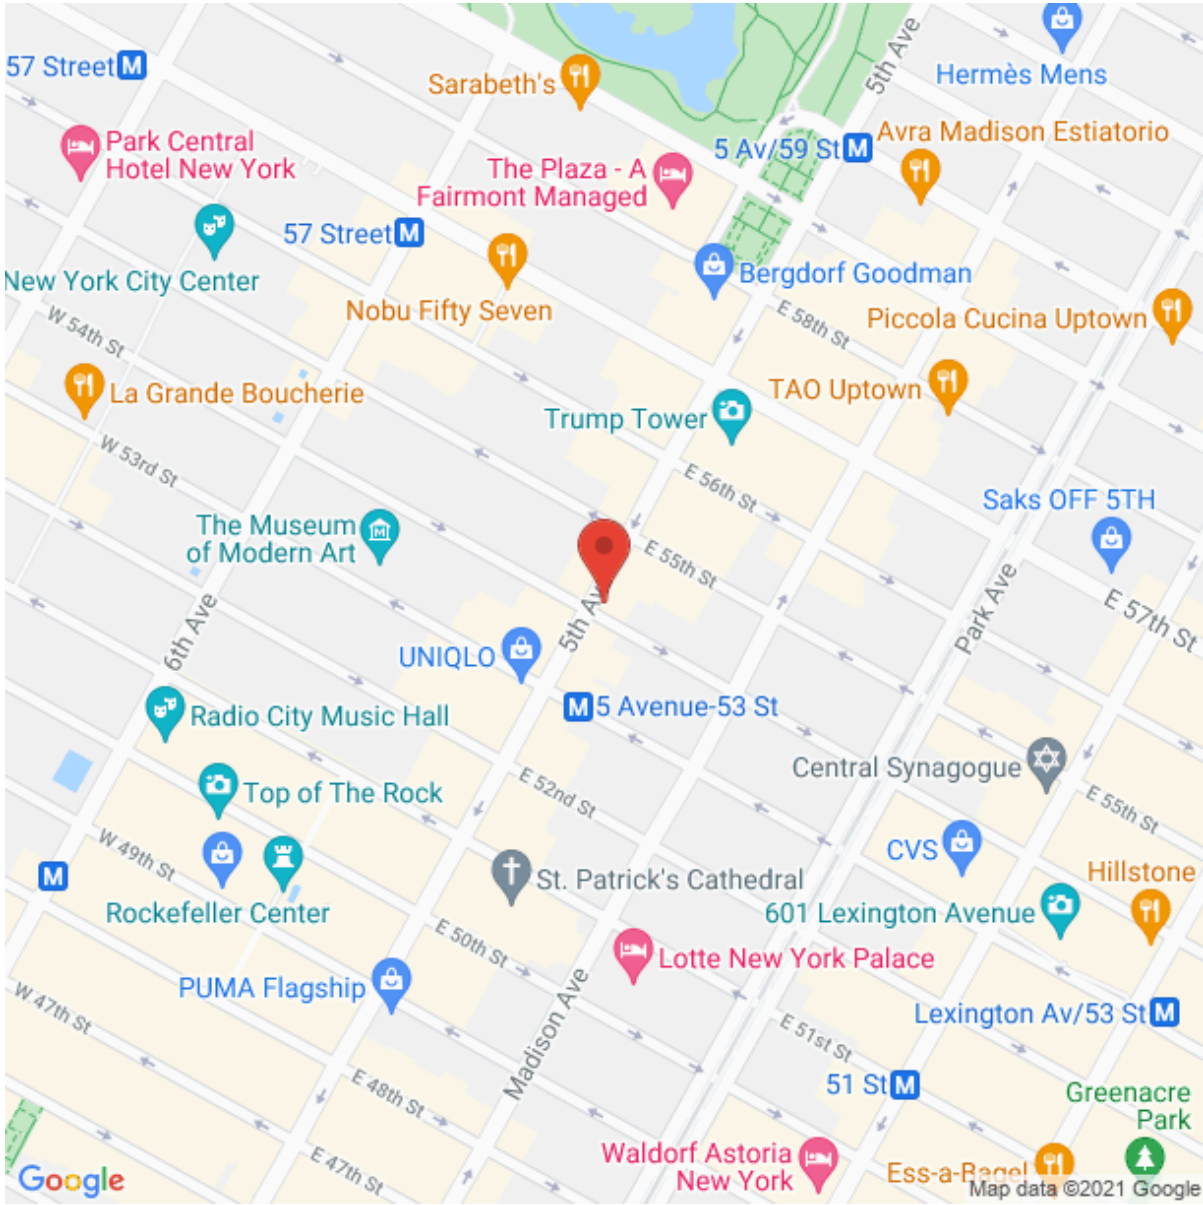 5th Ave
57 Street M
Sarabeth's
Hermès Mens
Park Central
Hotel New York
5 Av/59 St M
Avra Madison Estiatorio
The Plaza - A
Fairmont Managed
57 Street M
New York City Center
Bergdorf Goodman
Nobu Fifty Seven
E 58th St
Piccola Cucina Uptown
W 54th St
La Grande Boucherie
TAO Uptown
Trump Tower
W 53rd St
E 56th St
Saks OFF 5TH
The Museum
of Modern Art
M
E 55th St
Park Ave
E 57th St
6th Ave
5th Av
UNIQLO
M 5 Avenue-53 St
Radio City Music Hall
Central Synagogue
E 52nd St
Top of The Rock
E 55th St
W 49th St
CVS
M
St. Patrick's Cathedral
Hillstone
Rockefeller Center
601 Lexington Avenue
E 50th St
Lotte New York Palace
PUMA Flagship
W 47th St
Madison Ave
Lexington Av/53 St M
E 51st St
51 St M
E 48th St
Greenacre
Park
Waldorf Astoria
New York
E 47th St
Ess-a-Bagel
Google
Map data ©2021 Google